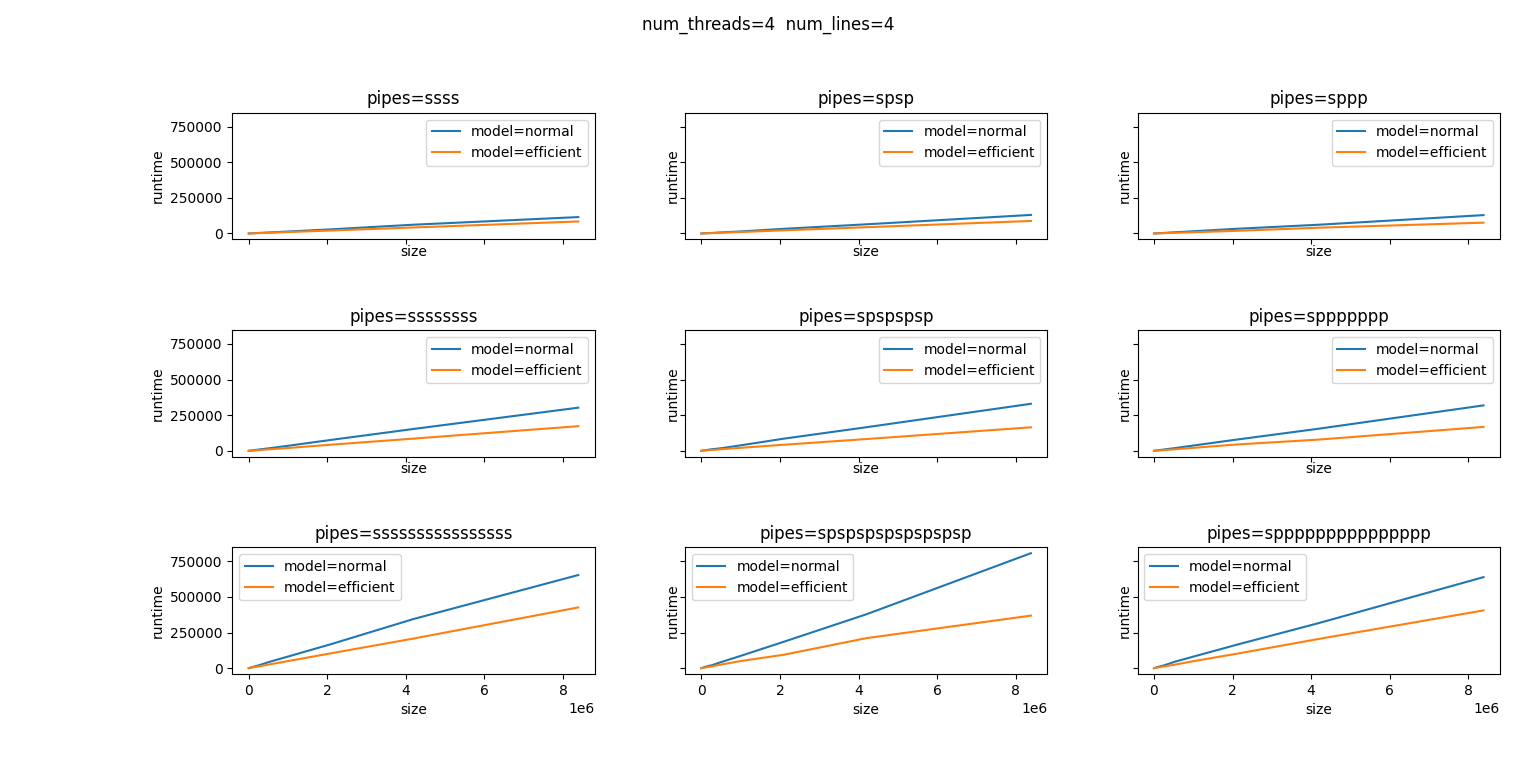 num_threads=4  num_lines=4
pipes=ssss
750000
500000
250000
0
runtime
size
model=normal
model=efficient
pipes=spsp
runtime
size
model=normal
model=efficient
pipes=sppp
runtime
size
model=normal
model=efficient
pipes=ssssssss
750000
500000
250000
0
runtime
size
model=normal
model=efficient
pipes=spspspsp
runtime
size
model=normal
model=efficient
pipes=sppppppp
runtime
size
model=normal
model=efficient
pipes=ssssssssssssssss
750000
500000
250000
0
runtime
model=normal
model=efficient
0 2 4 6 8
size
1e6
pipes=spspspspspspspsp
runtime
model=normal
model=efficient
0 2 4 6 8
size
1e6
pipes=sppppppppppppppp
runtime
model=normal
model=efficient
0 2 4 6 8
size
1e6